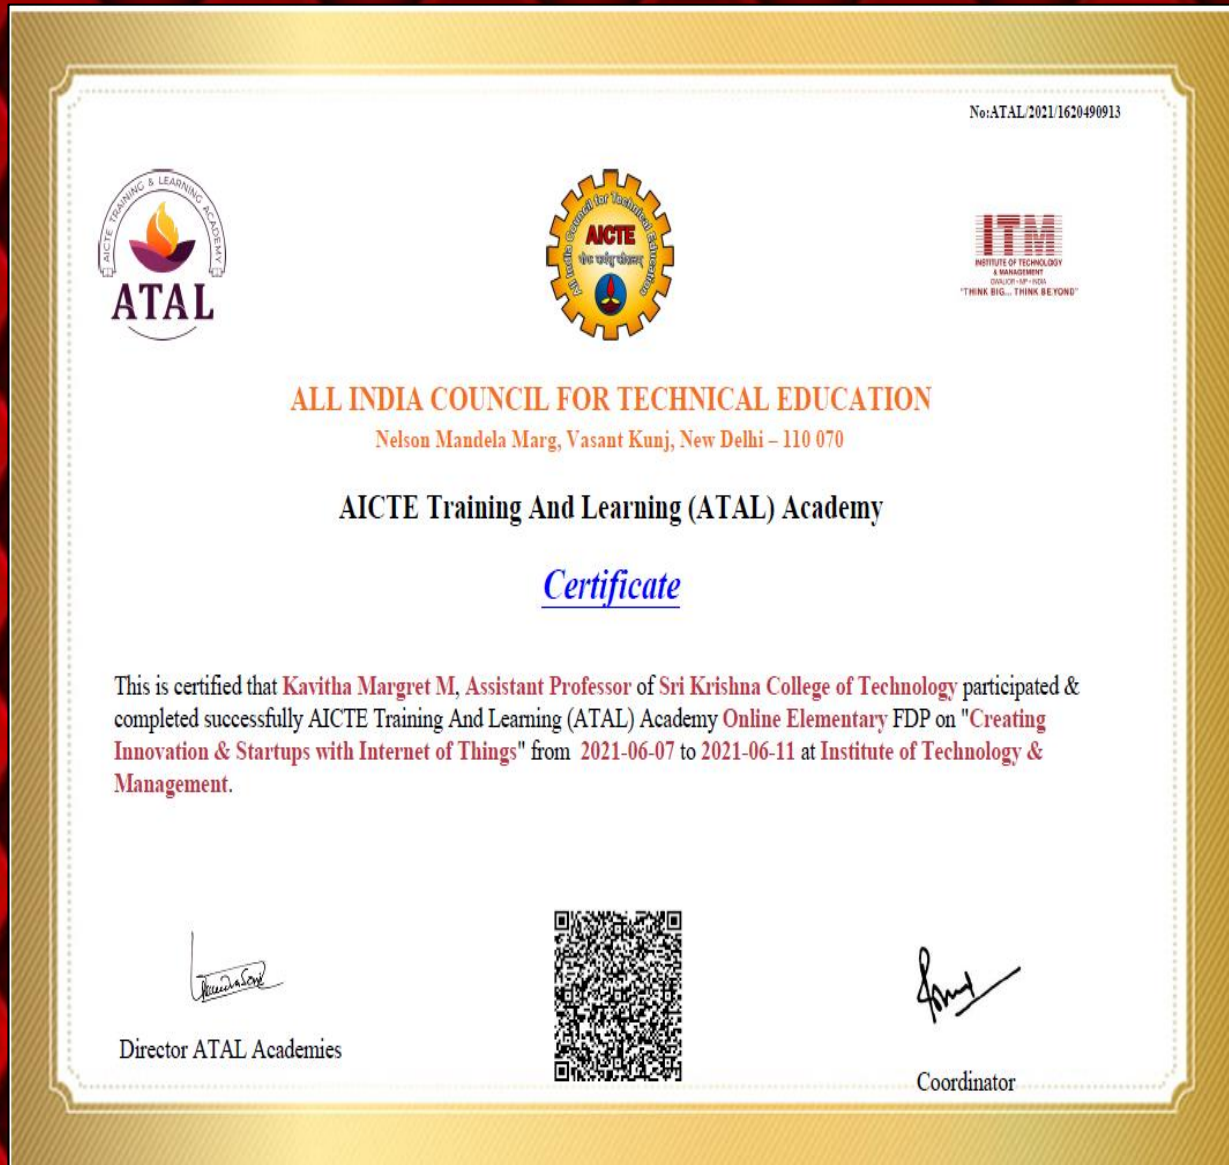 No:ATAL/2021/1620490913
AICTE TRAINING & LEARNING ACADEMY
ATAL
All India Council for Technical Education
AICTE
ITM
INSTITUTE OF TECHNOLOGY
& MANAGEMENT
GWALIOR • MP • INDIA
"THINK BIG... THINK BEYOND"
ALL INDIA COUNCIL FOR TECHNICAL EDUCATION
Nelson Mandela Marg, Vasant Kunj, New Delhi – 110 070
AICTE Training And Learning (ATAL) Academy
Certificate
This is certified that Kavitha Margret M, Assistant Professor of Sri Krishna College of Technology participated &
completed successfully AICTE Training And Learning (ATAL) Academy Online Elementary FDP on "Creating
Innovation & Startups with Internet of Things" from 2021-06-07 to 2021-06-11 at Institute of Technology &
Management.
Director ATAL Academies
Coordinator